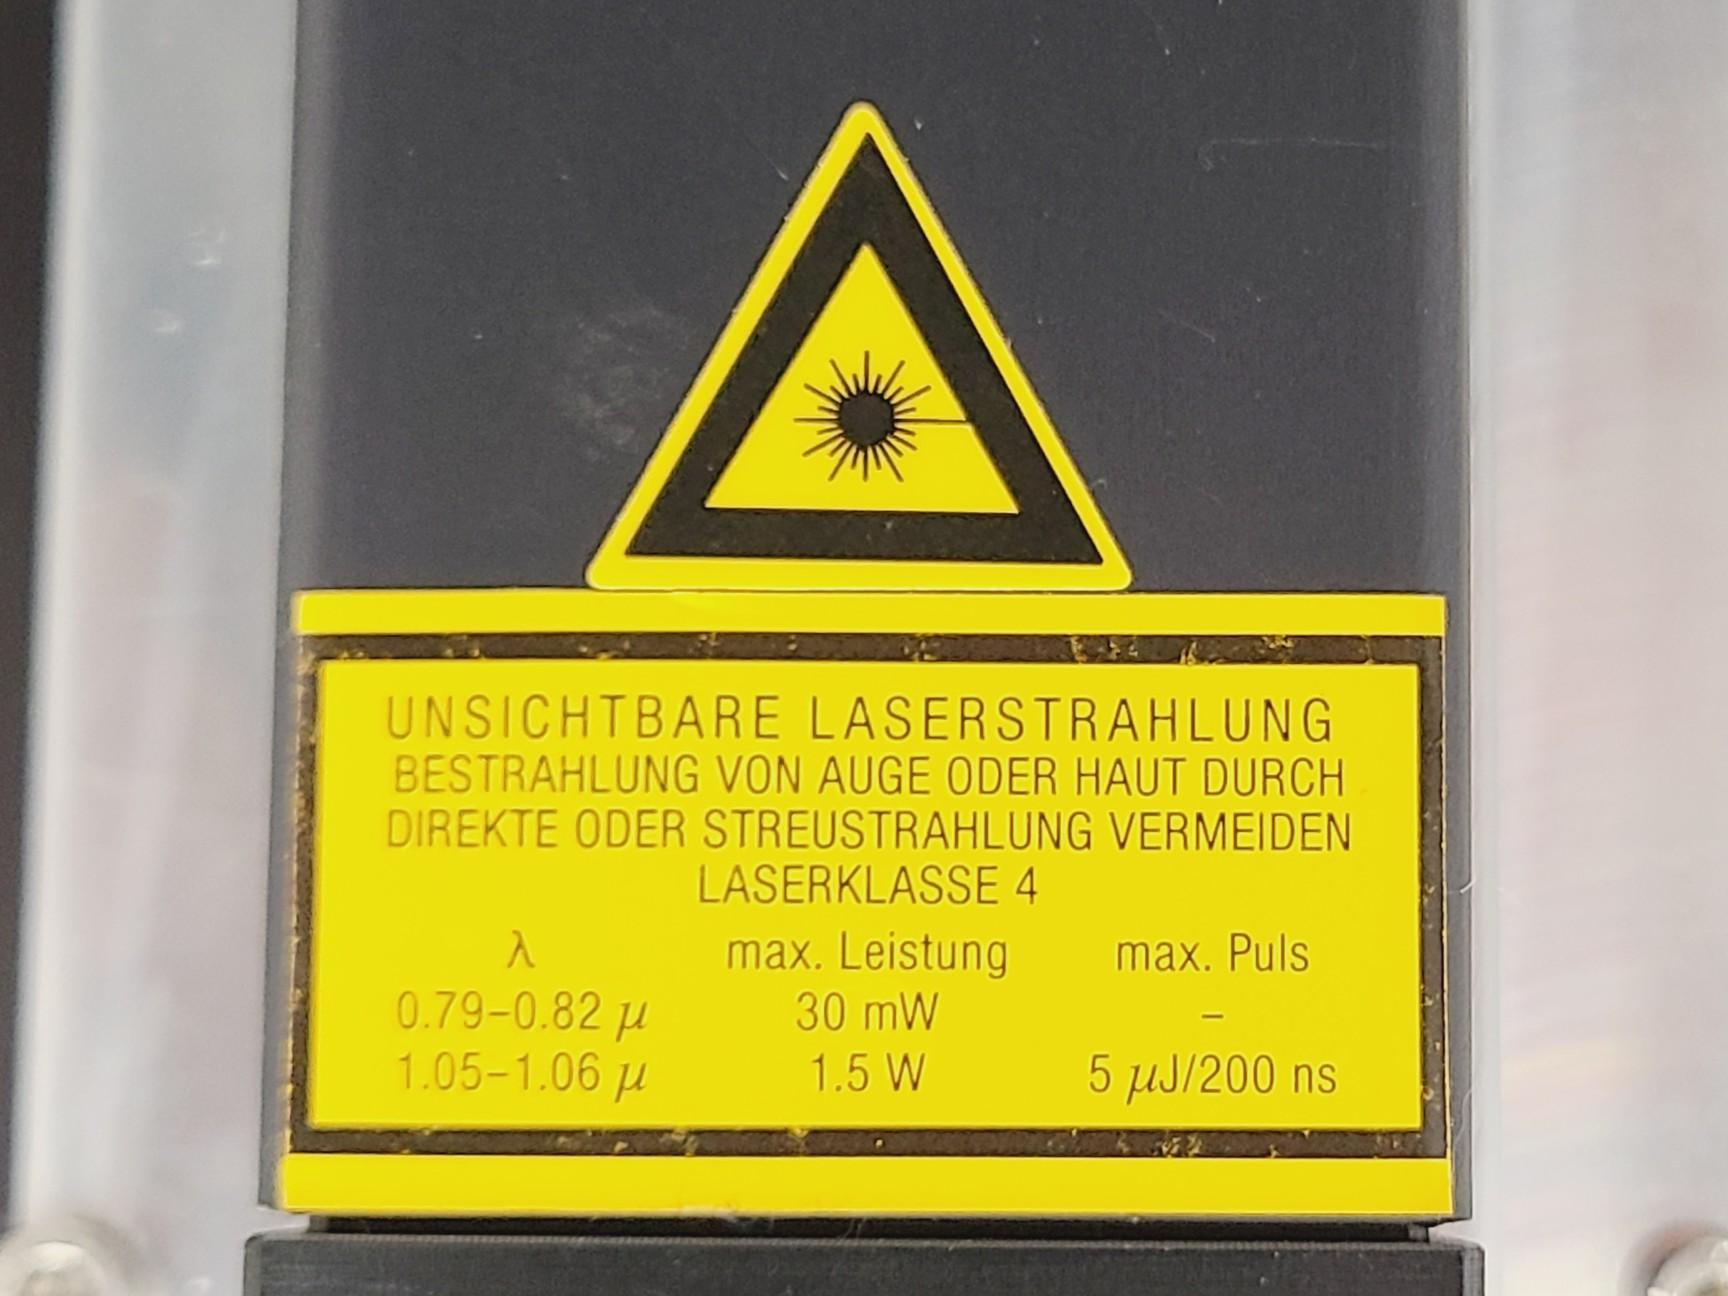 UNSICHTBARE LASERSTRAHLUNG
BESTRAHLUNG VON AUGE ODER HAUT DURCH
DIREKTE ODER STREUSTRAHLUNG VERMEIDEN
LASERKLASSE 4
λ max. Leistung max. Puls
0.79–0.82 μ 30 mW –
1.05–1.06 μ 1.5 W 5 μJ/200 ns